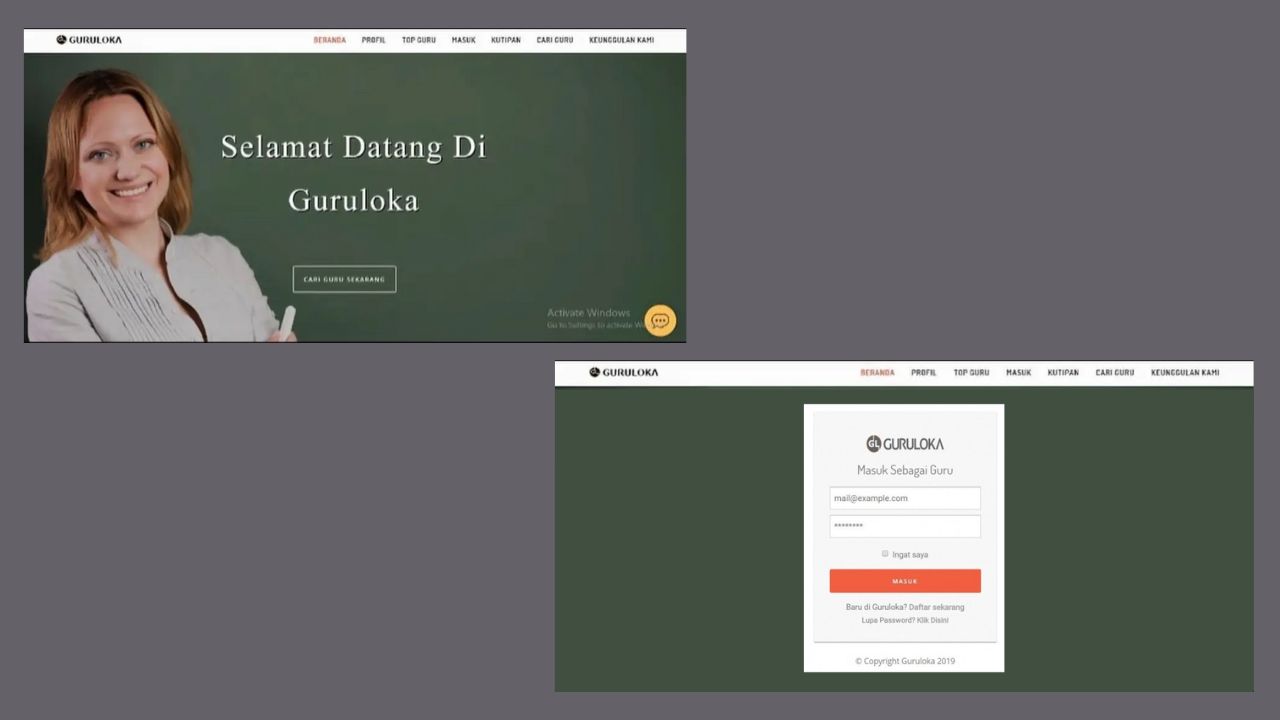 GURULOKA
BERANDA PROFIL TOP GURU MASUK KUTIPAN CARI GURU KEUNGGULAN KAMI
Selamat Datang Di
Guruloka
CARI GURU SEKARANG
Activate Windows
Go to Settings to activate
GURULOKA
BERANDA PROFIL TOP GURU MASUK KUTIPAN CARI GURU KEUNGGULAN KAMI
GL GURULOKA
Masuk Sebagai Guru
mail@example.com
********
Ingat saya
MASUK
Baru di Guruloka? Daftar sekarang
Lupa Password? Klik Disini
© Copyright Guruloka 2019